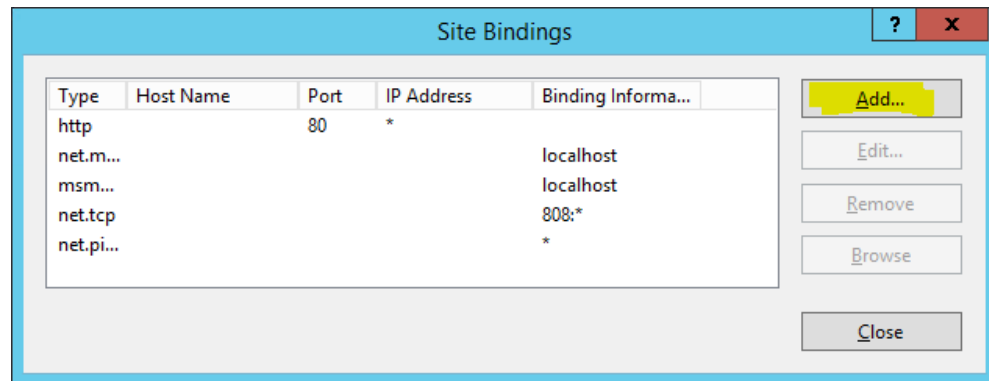 Site Bindings
? x
Type Host Name Port IP Address Binding Informa... Add...
http 80 *
net.m... localhost Edit...
msm... localhost
net.tcp 808:* Remove
net.pi... *
Browse
Close